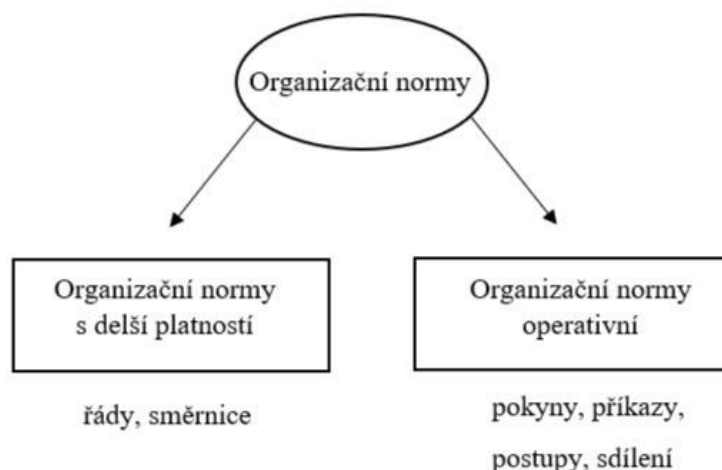 Organizační normy
Organizační normy
s delší platností
Organizační normy
operativní
řády, směrnice
pokyny, příkazy,
postupy, sdílení